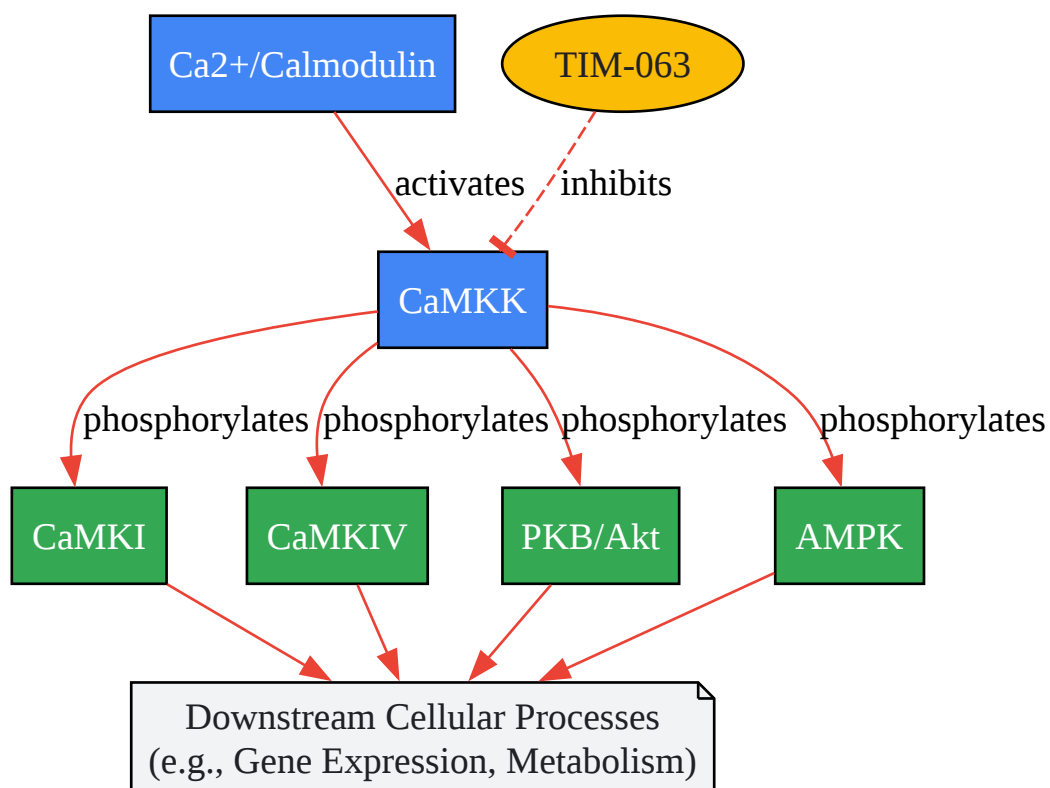 Ca2+/Calmodulin
TIM-063
activates
inhibits
CaMKK
phosphorylates
phosphorylates
phosphorylates
phosphorylates
CaMKI
CaMKIV
PKB/Akt
AMPK
Downstream Cellular Processes
(e.g., Gene Expression, Metabolism)